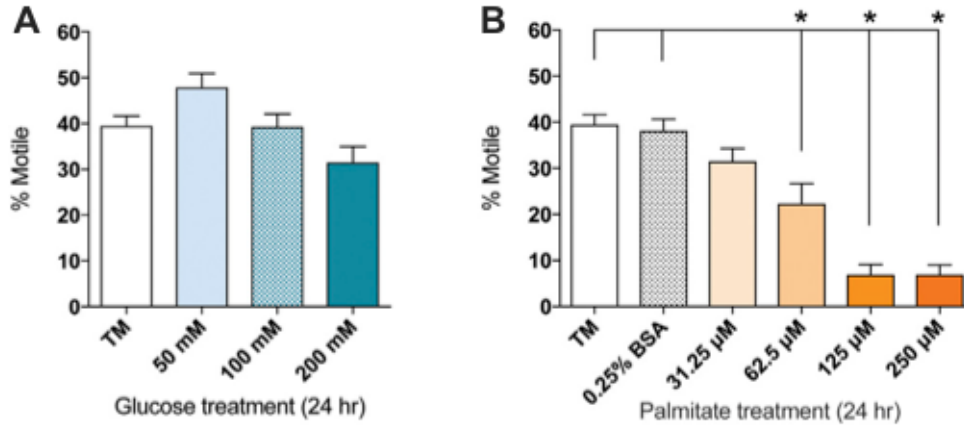 A
% Motile
60
50
40
30
20
10
0
TM
50 mM
100 mM
200 mM
Glucose treatment (24 hr)
B
* * *
% Motile
60
50
40
30
20
10
0
TM
0.25% BSA
31.25 µM
62.5 µM
125 µM
250 µM
Palmitate treatment (24 hr)